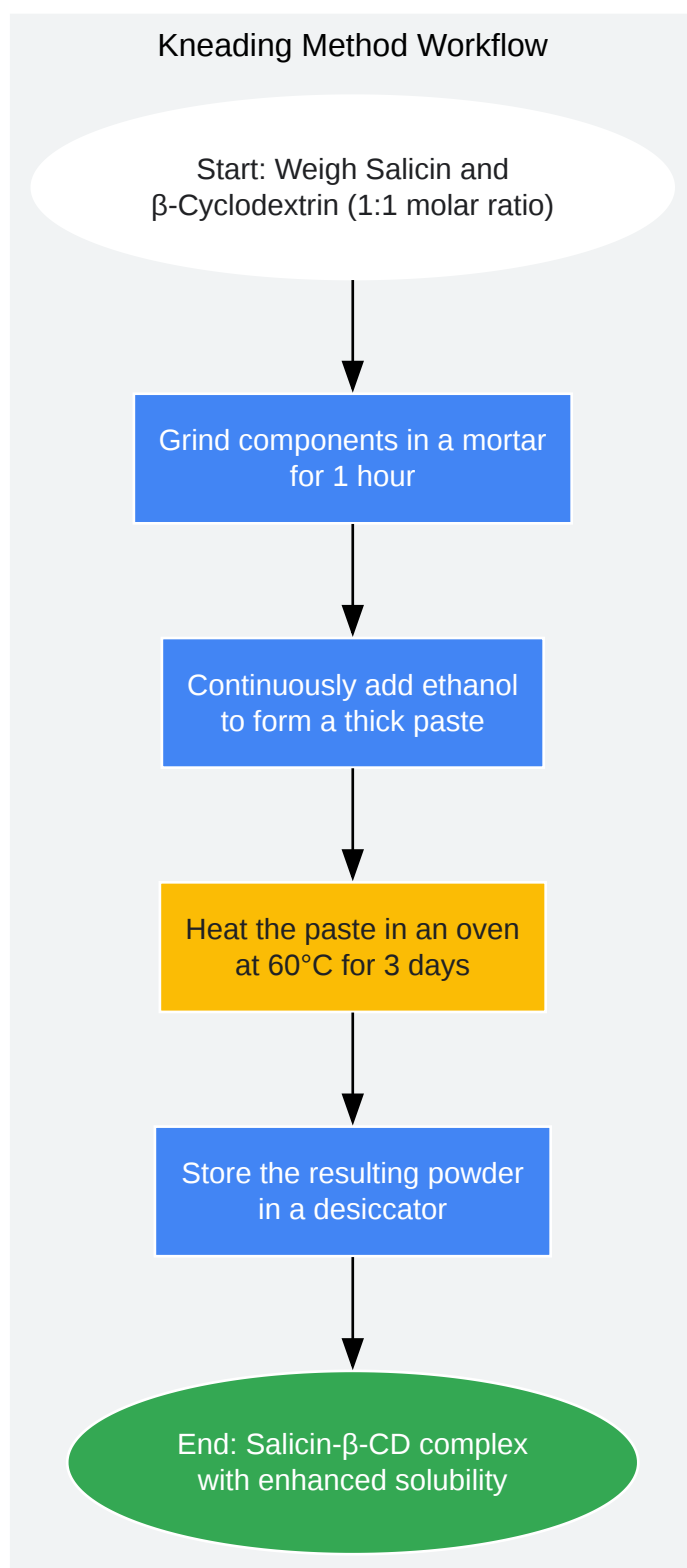 Kneading Method Workflow
Start: Weigh Salicin and
β-Cyclodextrin (1:1 molar ratio)
Grind components in a mortar
for 1 hour
Continuously add ethanol
to form a thick paste
Heat the paste in an oven
at 60°C for 3 days
Store the resulting powder
in a desiccator
End: Salicin-β-CD complex
with enhanced solubility